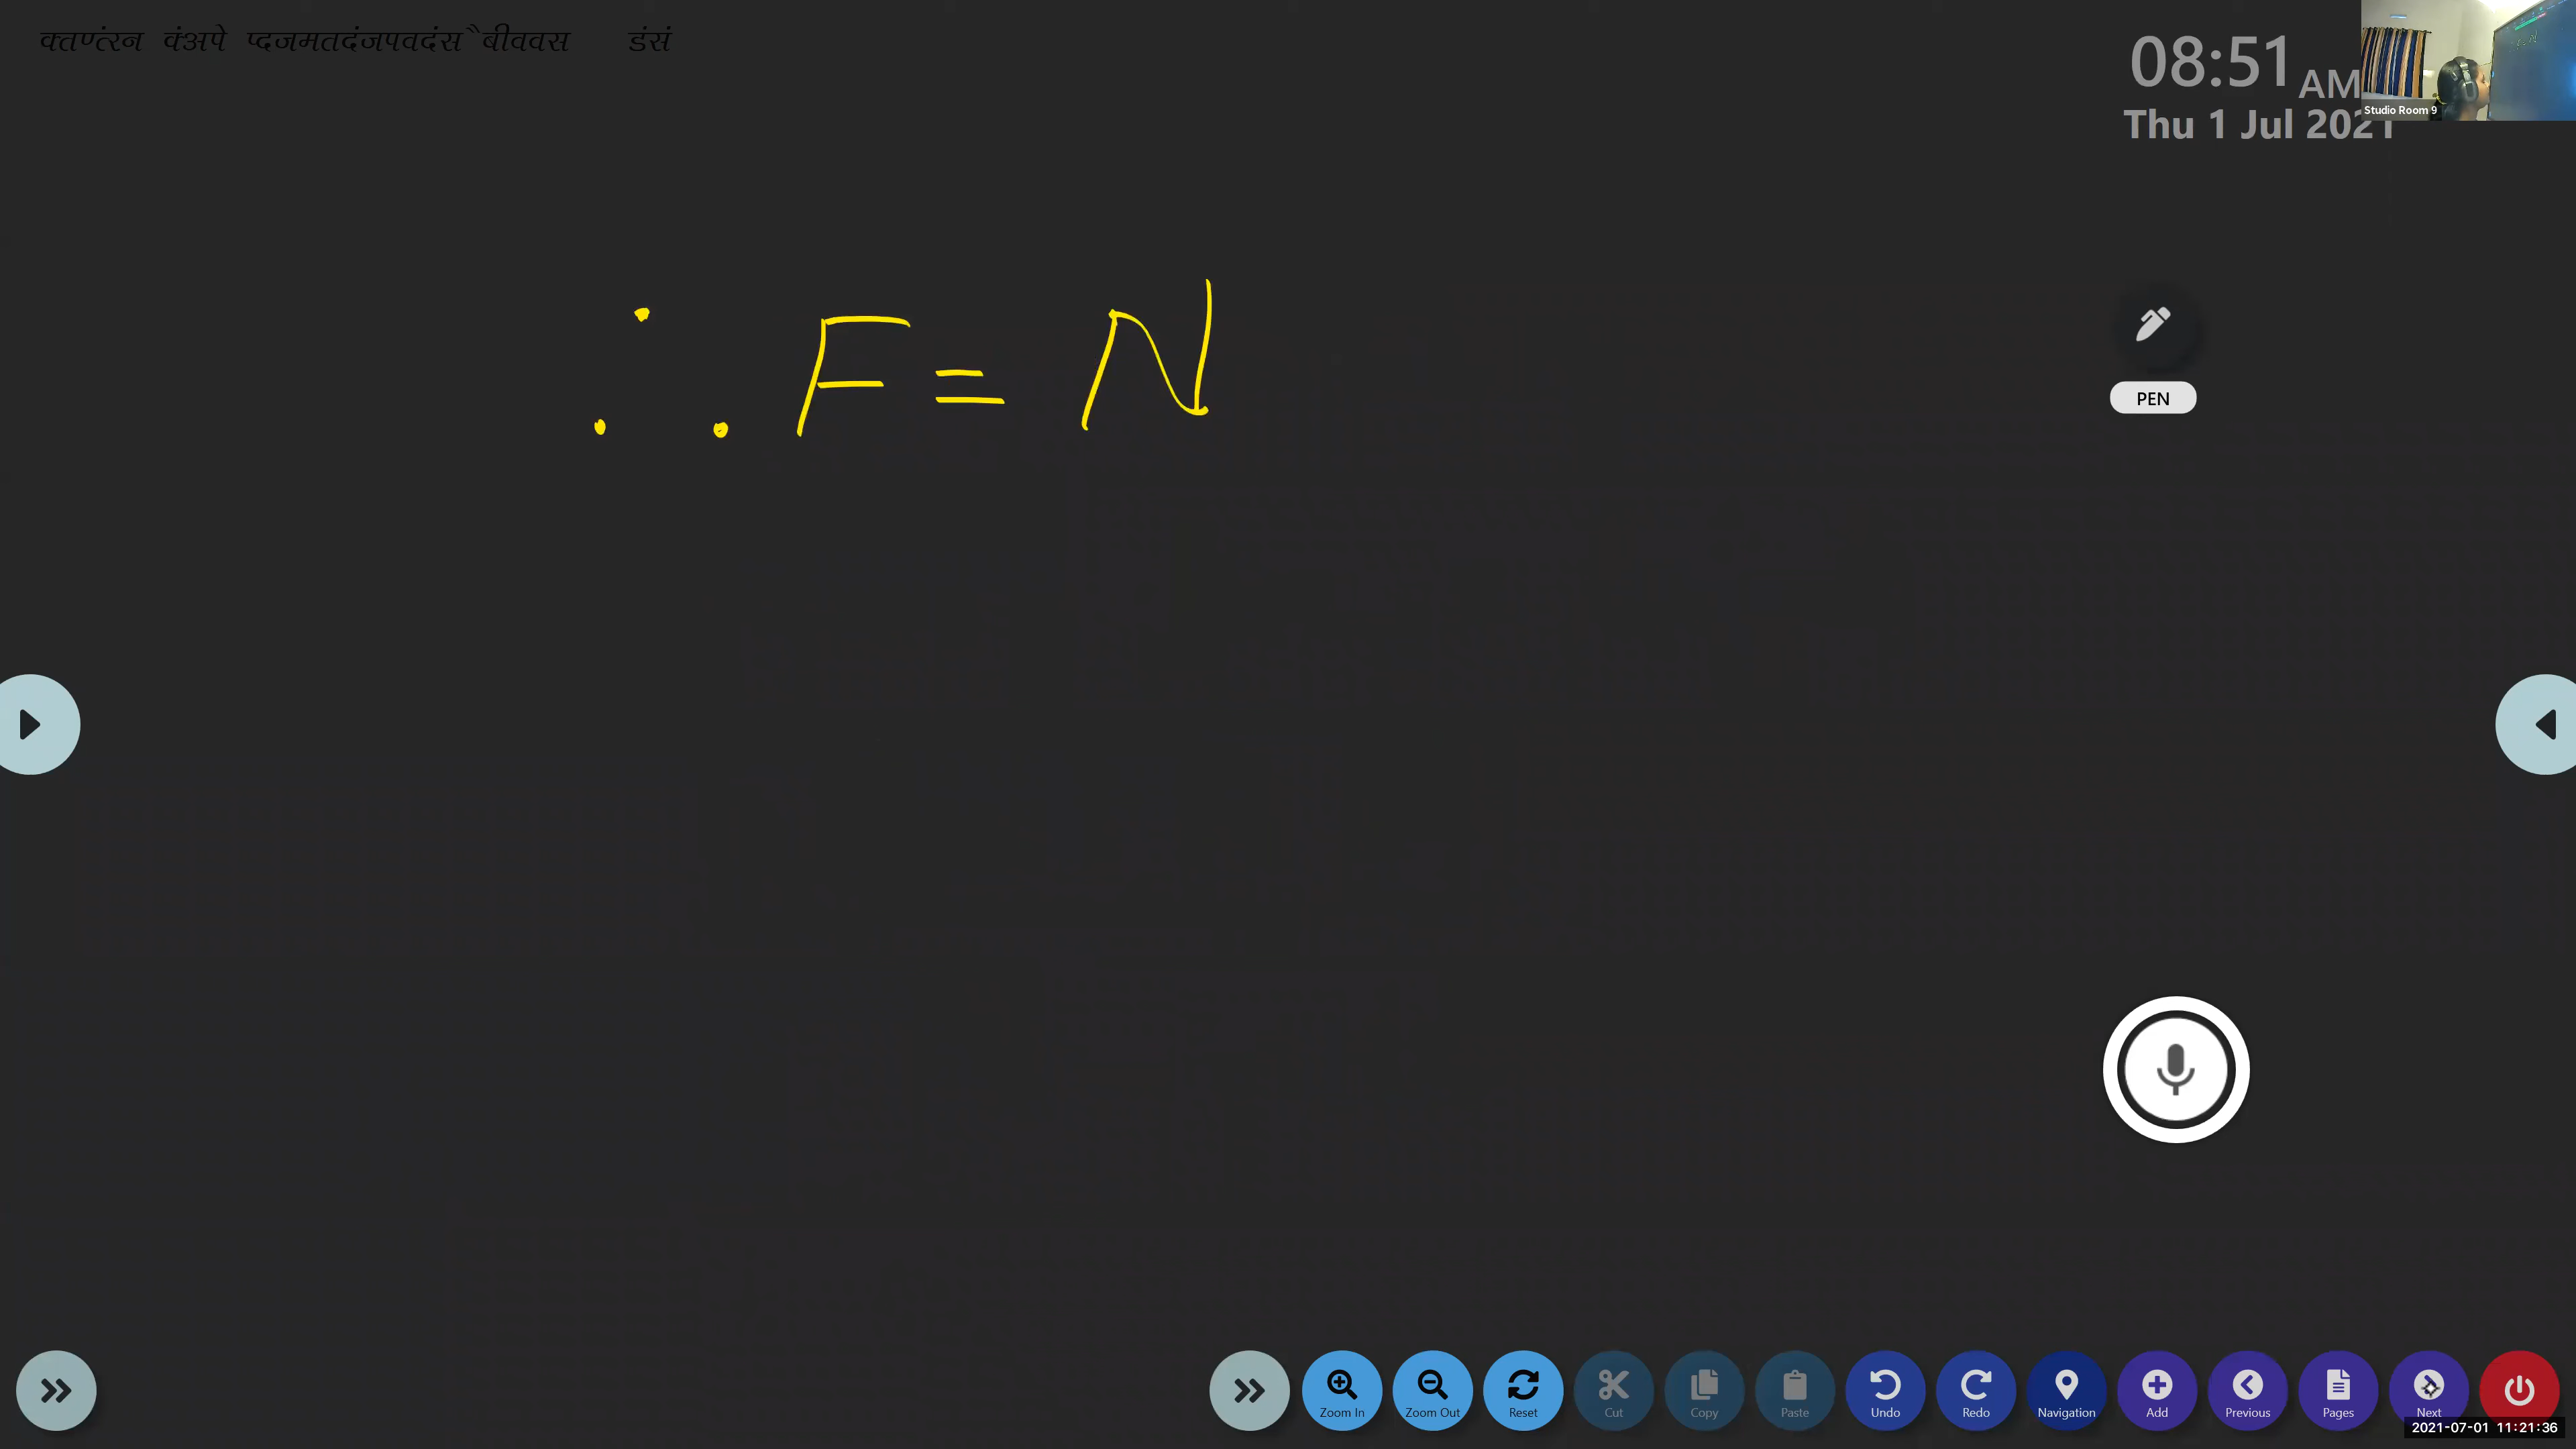 क्तण्ंरन कंअपे प्दजमतदंजपवदंस ैबीववस डंसं
08:51 AM
Thu 1 Jul 2021
Studio Room 9
∴ F = N
PEN
Zoom In Zoom Out Reset Cut Copy Paste Undo Redo Navigation Add Previous Pages Next
2021-07-01 11:21:36